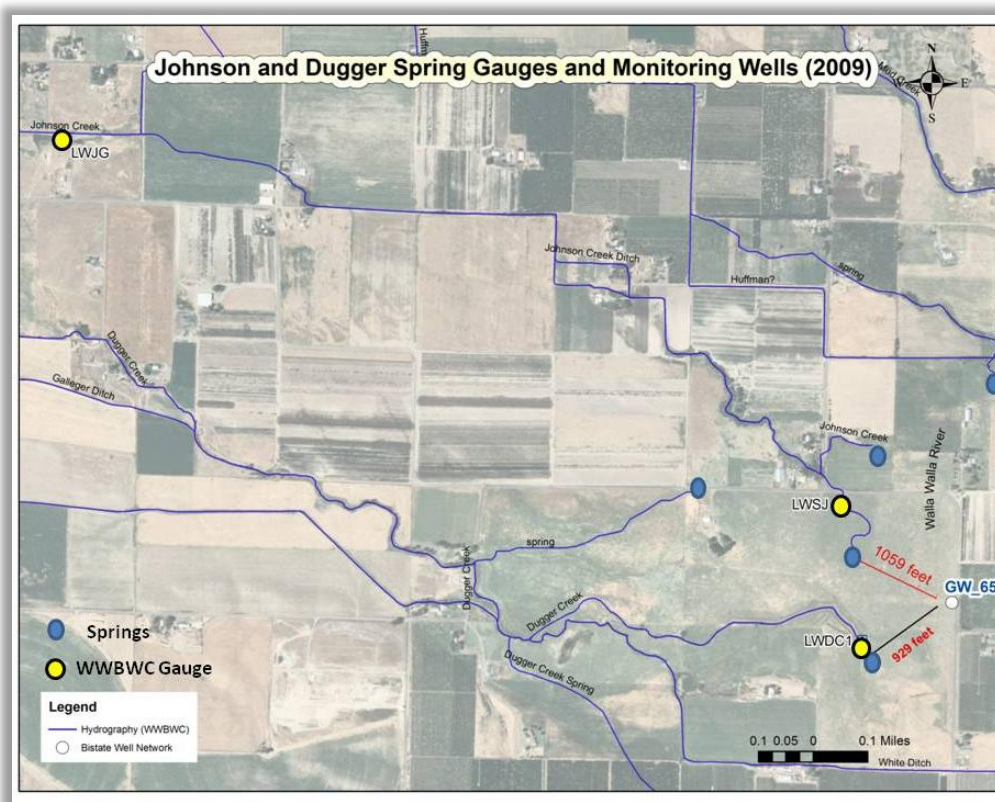 Johnson and Dugger Spring Gauges and Monitoring Wells (2009)
Huffm
Mud Creek
N
E
S
Johnson Creek
LWJG
Johnson Creek Ditch
spring
Huffman?
Dugger Creek
Galleger Ditch
Johnson Creek
Walla Walla River
LWSJ
spring
1059 feet
GW_65
Dugger Creek
Dugger Creek
LWDC1
929 feet
Springs
WWBWC Gauge
Dugger Creek Spring
Legend
Hydrography (WWBWC)
Bistate Well Network
0.1 0.05 0 0.1 Miles
White Ditch